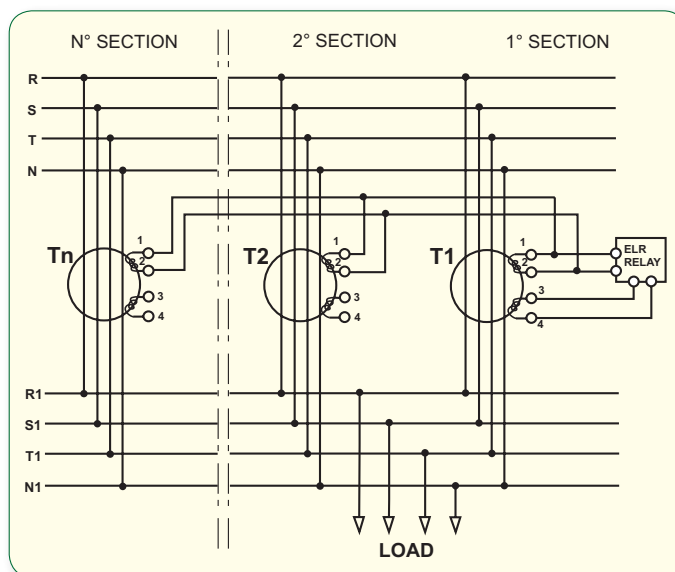 N° SECTION 2° SECTION 1° SECTION
R
S
T
N
Tn 1 2 3 4
T2 1 2 3 4
T1 1 2 3 4
ELR
RELAY
R1
S1
T1
N1
LOAD